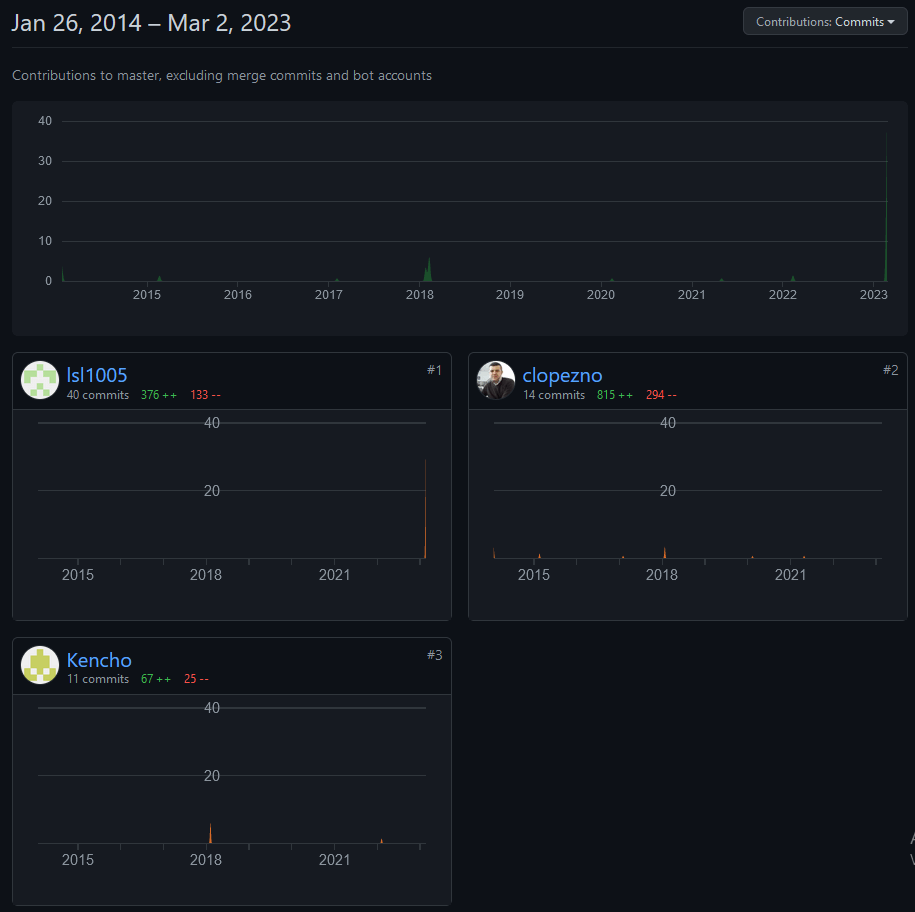 Jan 26, 2014 – Mar 2, 2023
Contributions: Commits
Contributions to master, excluding merge commits and bot accounts
40
30
20
10
0
2015 2016 2017 2018 2019 2020 2021 2022 2023
lsl1005 #1
40 commits 376 ++ 133 --
40
20
2015 2018 2021
clopezno #2
14 commits 815 ++ 294 --
40
20
2015 2018 2021
Kencho #3
11 commits 67 ++ 25 --
40
20
2015 2018 2021